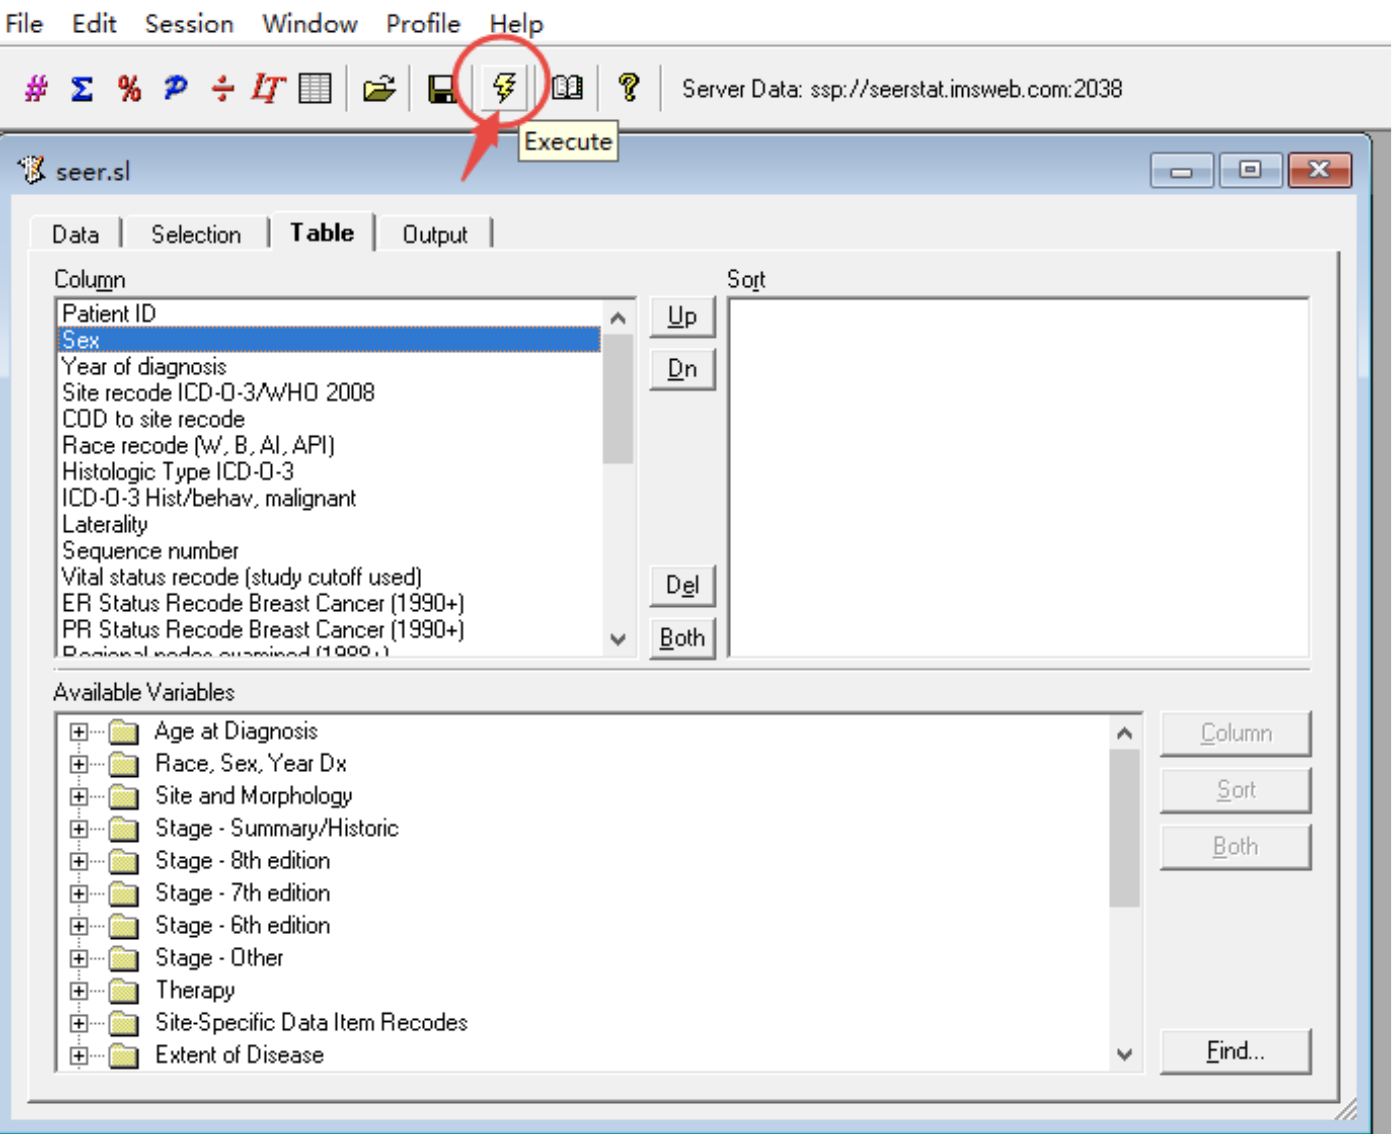 File Edit Session Window Profile Help
# Σ % P ÷ LT ? Server Data: ssp://seerstat.imsweb.com:2038
Execute
seer.sl
Data Selection Table Output
Column Sort
Patient ID
Sex
Year of diagnosis
Site recode ICD-O-3/WHO 2008
COD to site recode
Race recode (W, B, AI, API)
Histologic Type ICD-O-3
ICD-O-3 Hist/behav, malignant
Laterality
Sequence number
Vital status recode (study cutoff used)
ER Status Recode Breast Cancer (1990+)
PR Status Recode Breast Cancer (1990+)
Regional nodes examined (1988+)
Up
Dn
Del
Both
Available Variables
Age at Diagnosis
Race, Sex, Year Dx
Site and Morphology
Stage - Summary/Historic
Stage - 8th edition
Stage - 7th edition
Stage - 6th edition
Stage - Other
Therapy
Site-Specific Data Item Recodes
Extent of Disease
Column
Sort
Both
Find...